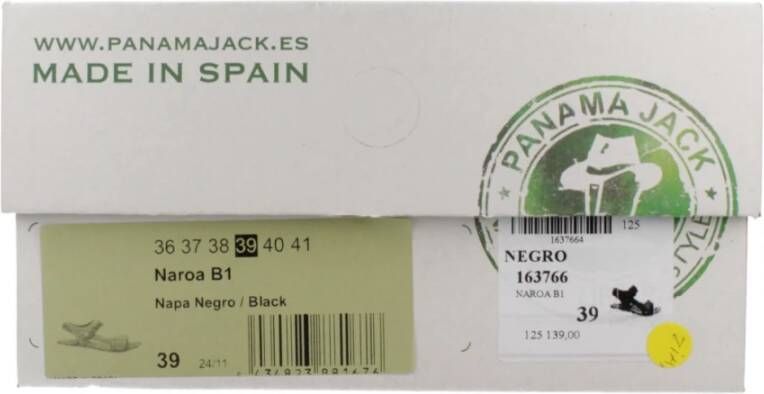 WWW.PANAMAJACK.ES
MADE IN SPAIN
★ PANAMA JACK
STYLE
36 37 38 39 40 41
Naroa B1
Napa Negro / Black
39
24/11
1637664
125
NEGRO
163766
NAROA B1
39
125 139,00